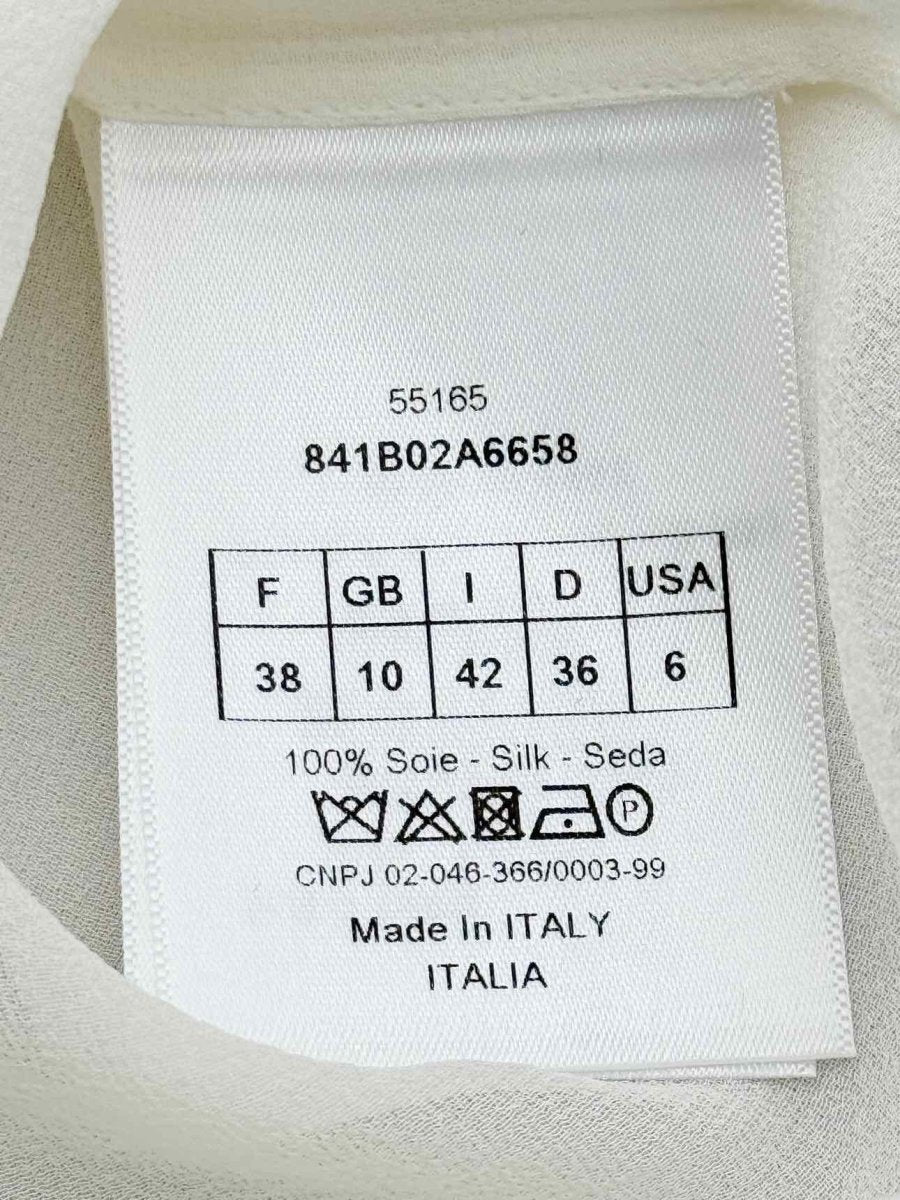 55165
841B02A6658
F GB I D USA
38 10 42 36 6
100% Soie - Silk - Seda
P
CNPJ 02-046-366/0003-99
Made In ITALY
ITALIA